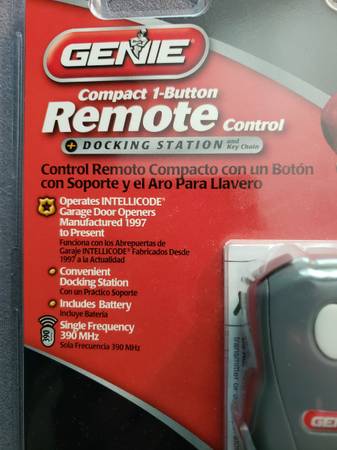 GENIE
Compact 1-Button
Remote Control
+ DOCKING STATION and
Key Chain
Control Remoto Compacto con un Botón
con Soporte y el Aro Para Llavero
Operates INTELLICODE®
Garage Door Openers
Manufactured 1997
to Present
Funciona con los Abrepuertas de
Garaje INTELLICODE® Fabricados Desde
1997 a la Actualidad
Convenient
Docking Station
Con un Práctico Soporte
Includes Battery
Incluye Batería
390
Single Frequency
390 MHz
Sola Frecuencia 390 MHz
transmitter